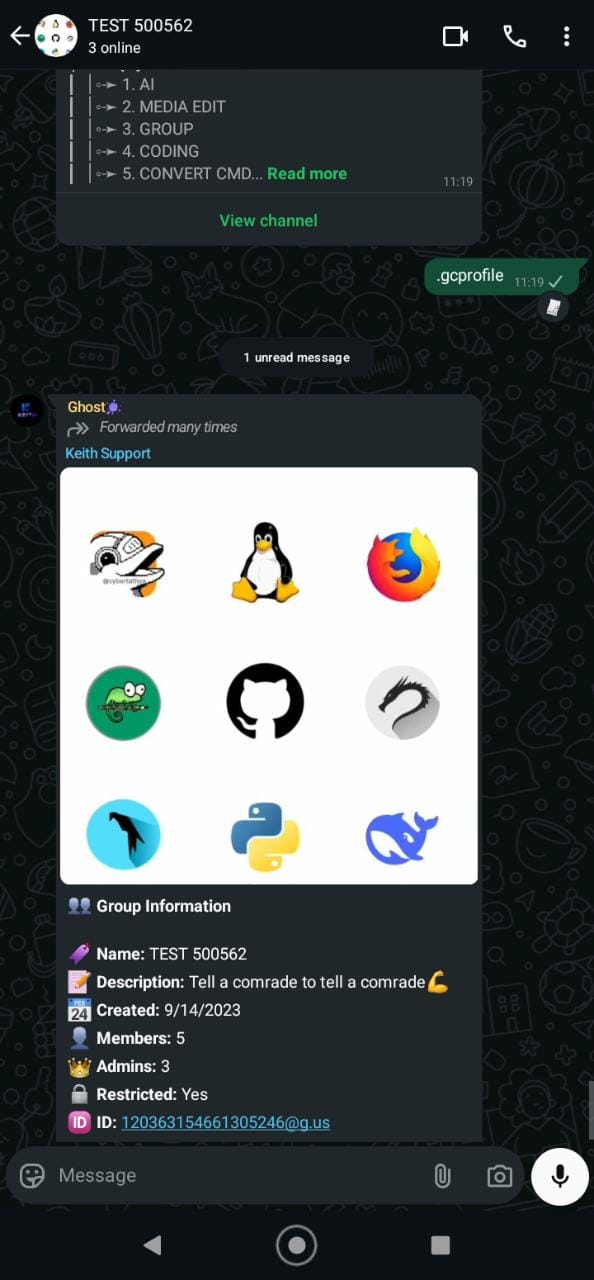 TEST 500562
3 online
1. AI
2. MEDIA EDIT
3. GROUP
4. CODING
5. CONVERT CMD... Read more
11:19
View channel
.gcprofile 11:19
1 unread message
Ghost
Forwarded many times
Keith Support
Group Information
Name: TEST 500562
Description: Tell a comrade to tell a comrade💪
Created: 9/14/2023
Members: 5
Admins: 3
Restricted: Yes
ID: 120363154661305246@g.us
Message